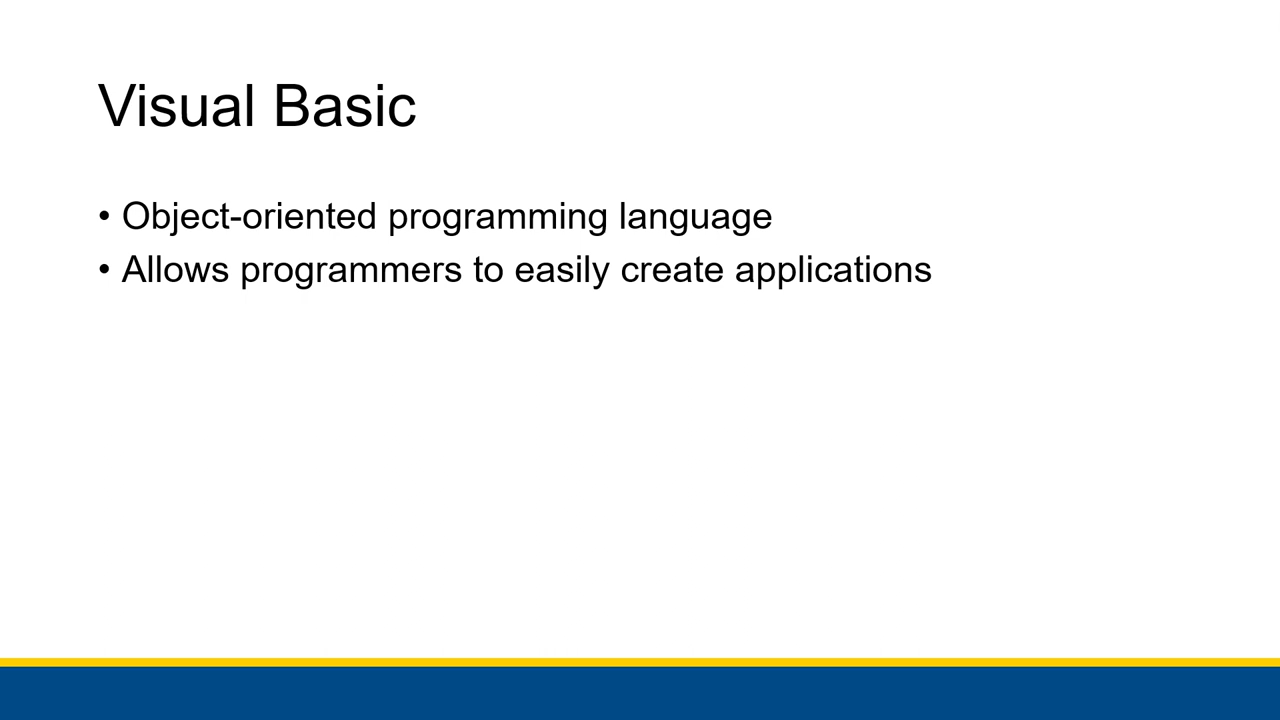 Visual Basic
• Object-oriented programming language
• Allows programmers to easily create applications